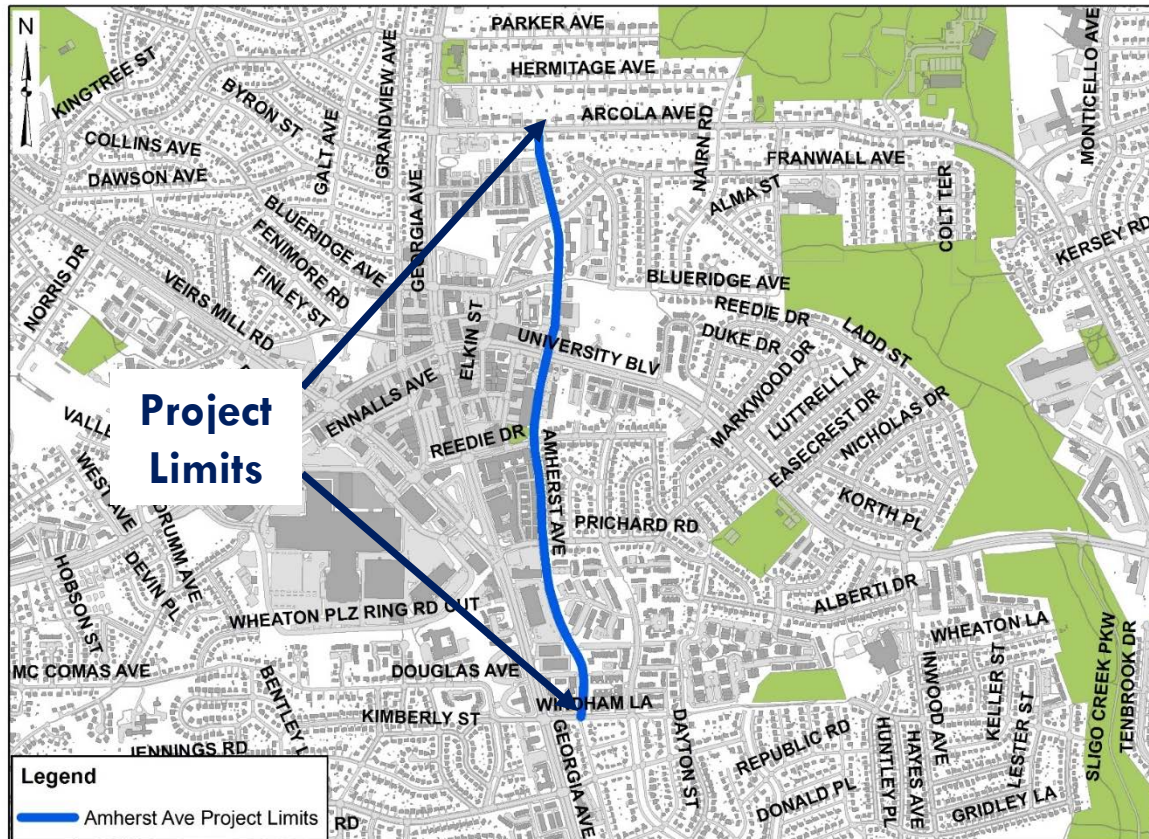 N
PARKER AVE
KINGTREE ST
HERMITAGE AVE
MONTICELLO AVE
BYRON ST
GRANDVIEW AVE
ARCOLA AVE
COLLINS AVE
GALT AVE
NAIRN RD
FRANWALL AVE
DAWSON AVE
ALMA ST
COLT TER
BLUERIDGE AVE
GEORGIA AVE
KERSEY RD
FENIMORE RD
NORRIS DR
FINLEY ST
BLUERIDGE AVE
VEIRS MILL RD
REEDIE DR
LADD ST
ELKIN ST
UNIVERSITY BLV
DUKE DR
MARKWOOD DR
LUTTRELL LA
ENNALLS AVE
Project
Limits
EASECREST DR
NICHOLAS DR
REEDIE DR
AMHERST AVE
VALLE
WEST AVE
DRUMM AVE
KORTH PL
PRICHARD RD
DEVIN PL
HOBSON ST
ALBERTI DR
WHEATON PLZ RING RD OUT
WHEATON LA
INWOOD AVE
KELLER ST
SLIGO CREEK PKW
TENBROOK DR
MC COMAS AVE
DOUGLAS AVE
BENTLEY L
WINDHAM LA
KIMBERLY ST
DAYTON ST
LESTER ST
GEORGIA AVE
REPUBLIC RD
HUNTLEY PL
HAYES AVE
JENNINGS RD
DONALD PL
GRIDLEY LA
Legend
Amherst Ave Project Limits
RD